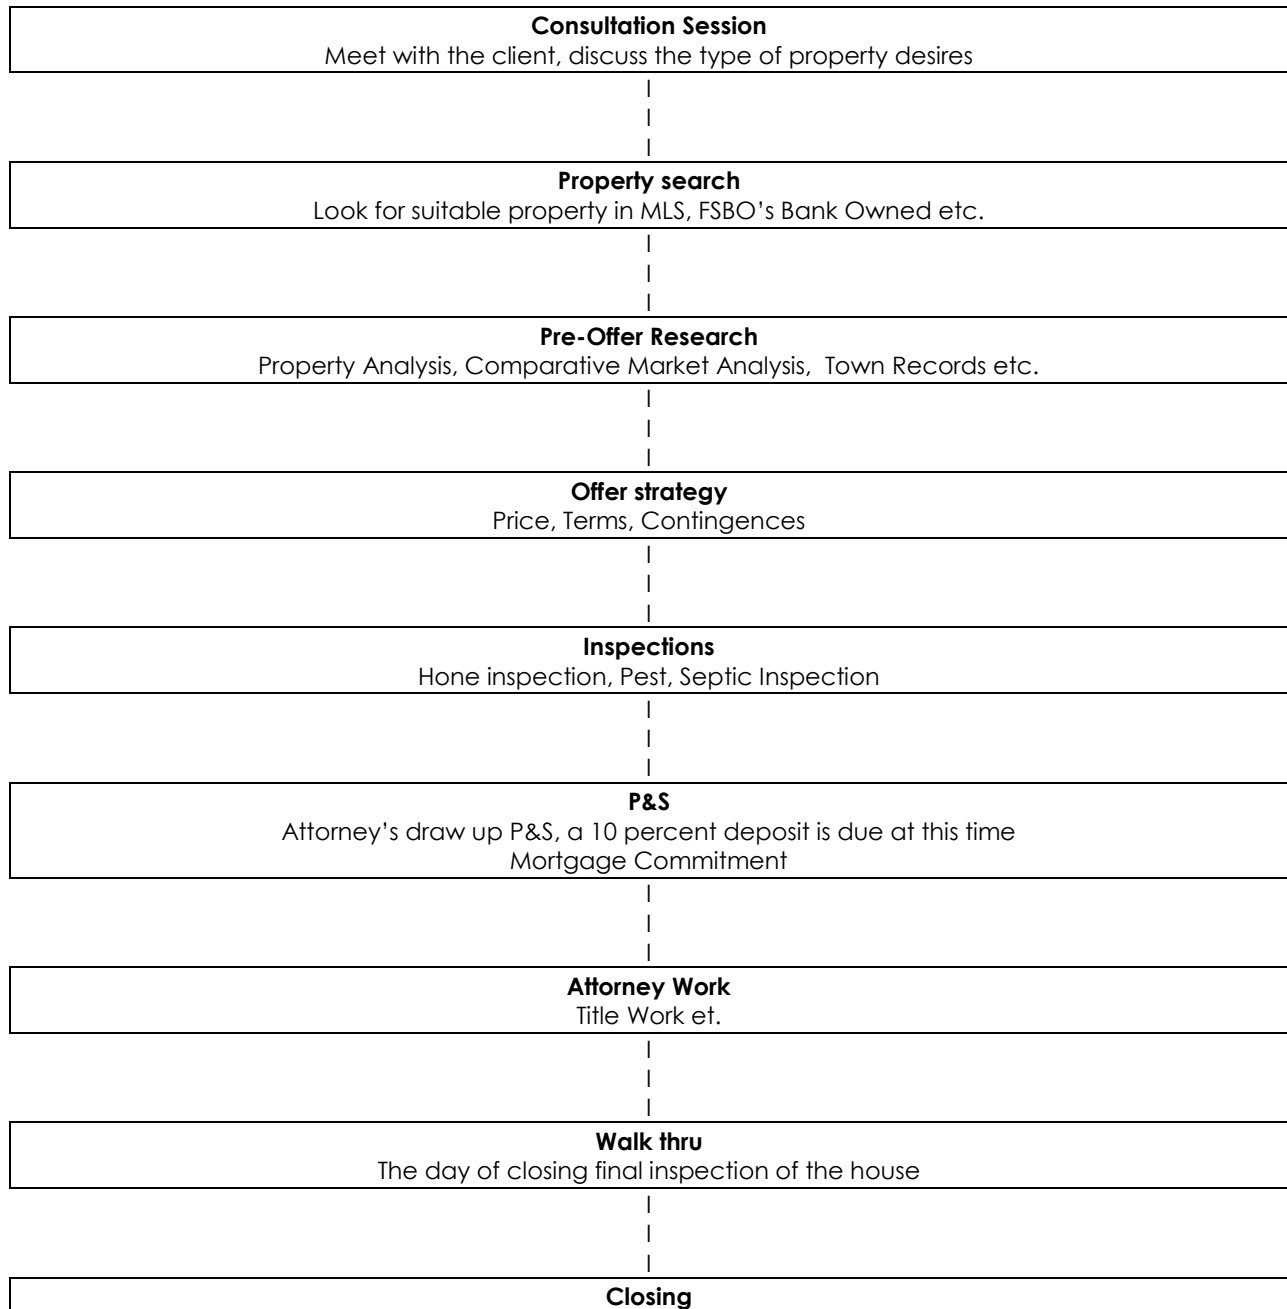 Consultation Session
Meet with the client, discuss the type of property desires
Property search
Look for suitable property in MLS, FSBO’s Bank Owned etc.
Pre-Offer Research
Property Analysis, Comparative Market Analysis,  Town Records etc.
Offer strategy
Price, Terms, Contingences
Inspections
Hone inspection, Pest, Septic Inspection
P&S
Attorney’s draw up P&S, a 10 percent deposit is due at this time
Mortgage Commitment
Attorney Work
Title Work et.
Walk thru
The day of closing final inspection of the house
Closing